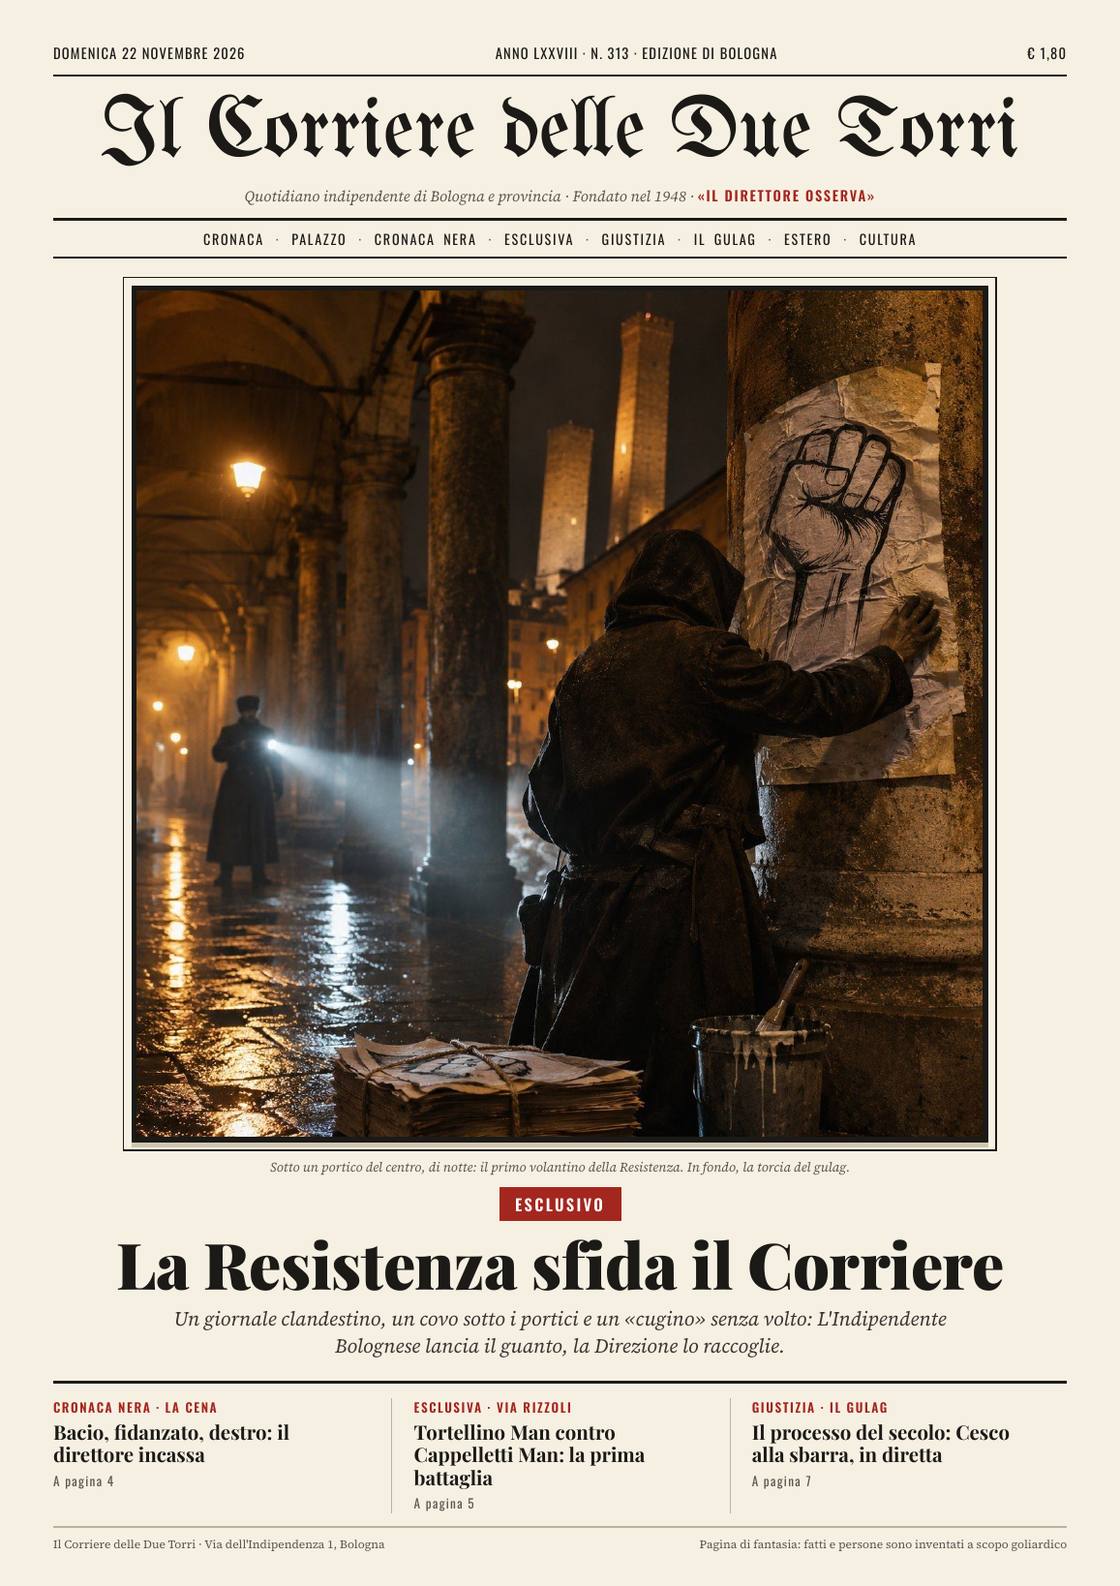 DOMENICA 22 NOVEMBRE 2026
ANNO LXXVIII · N. 313 · EDIZIONE DI BOLOGNA
€ 1,80
Il Corriere delle Due Torri
Quotidiano indipendente di Bologna e provincia · Fondato nel 1948 · «IL DIRETTORE OSSERVA»
CRONACA · PALAZZO · CRONACA NERA · ESCLUSIVA · GIUSTIZIA · IL GULAG · ESTERO · CULTURA
Sotto un portico del centro, di notte: il primo volantino della Resistenza. In fondo, la torcia del gulag.
ESCLUSIVO
La Resistenza sfida il Corriere
Un giornale clandestino, un covo sotto i portici e un «cugino» senza volto: L'Indipendente
Bolognese lancia il guanto, la Direzione lo raccoglie.
CRONACA NERA · LA CENA
Bacio, fidanzato, destro: il
direttore incassa
A pagina 4
ESCLUSIVA · VIA RIZZOLI
Tortellino Man contro
Cappelletti Man: la prima
battaglia
A pagina 5
GIUSTIZIA · IL GULAG
Il processo del secolo: Cesco
alla sbarra, in diretta
A pagina 7
Il Corriere delle Due Torri · Via dell'Indipendenza 1, Bologna
Pagina di fantasia: fatti e persone sono inventati a scopo goliardico